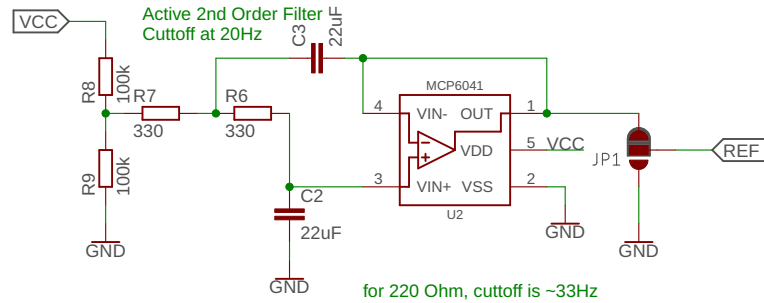 Active 2nd Order Filter
Cuttoff at 20Hz
VCC
C3
22uF
R8
100k
R7
330
R6
330
MCP6041
4
VIN-
OUT
1
VDD
5
VCC
3
VIN+
VSS
2
U2
JP1
REF
R9
100k
C2
22uF
GND
GND
GND
GND
for 220 Ohm, cuttoff is ~33Hz